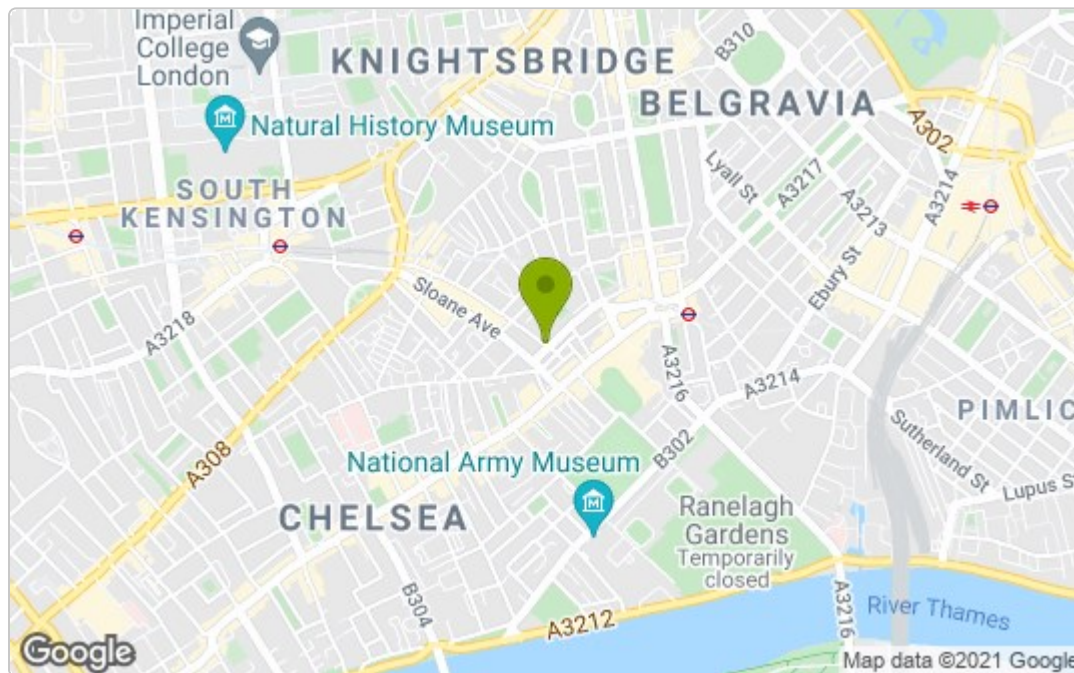 Imperial
College
London
KNIGHTSBRIDGE
B310
BELGRAVIA
Natural History Museum
A302
Lyall St
A3217
A3214
SOUTH
KENSINGTON
A3213
Sloane Ave
Ebury St
A3218
A3216
A3214
PIMLIC
A308
B302
Sutherland St
National Army Museum
Lupus S
CHELSEA
Ranelagh
Gardens
Temporarily
closed
B304
A3212
A3216
River Thames
Google
Map data ©2021 Google